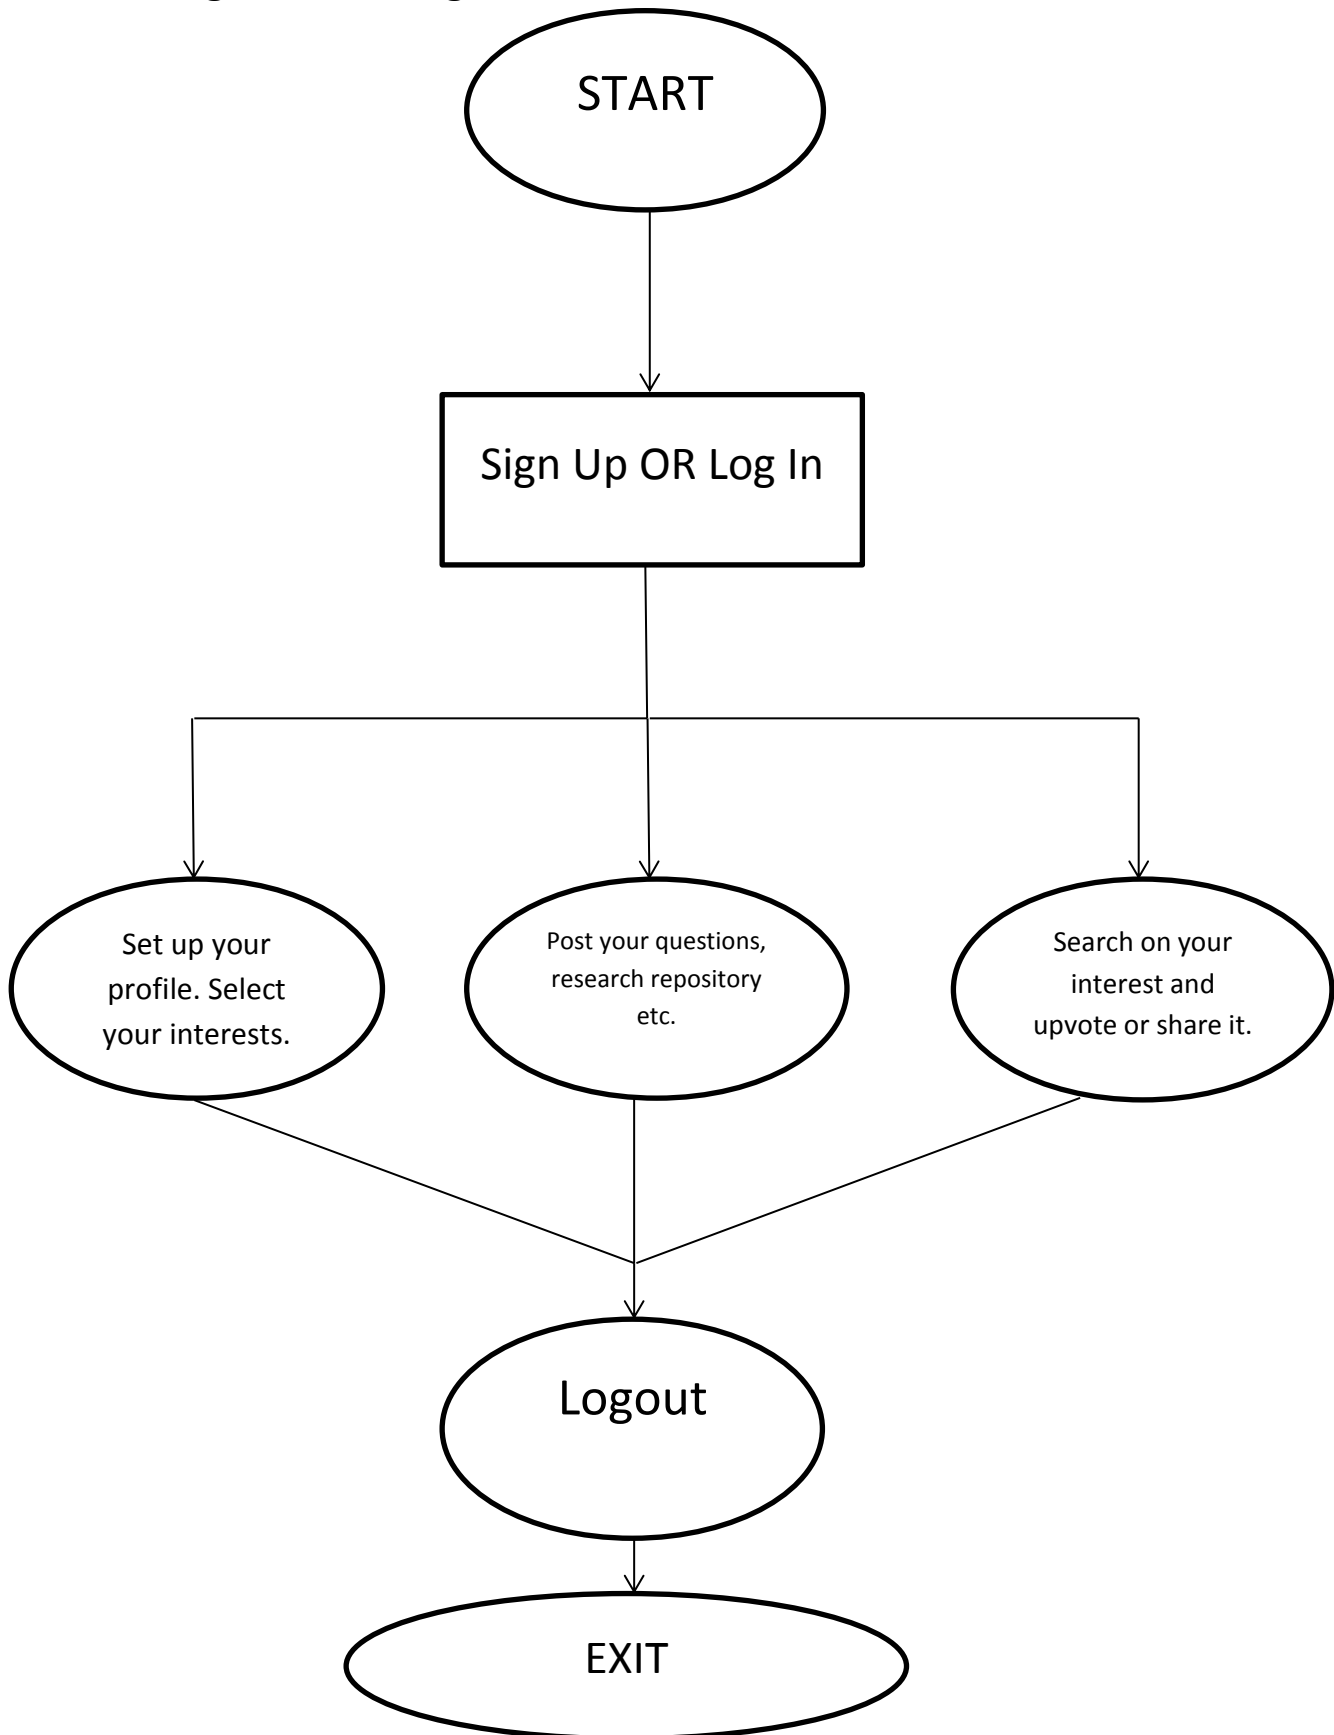 START
Sign Up OR Log In
Set up your
profile. Select
your interests.
Post your questions,
research repository
etc.
Search on your
interest and
upvote or share it.
Logout
EXIT